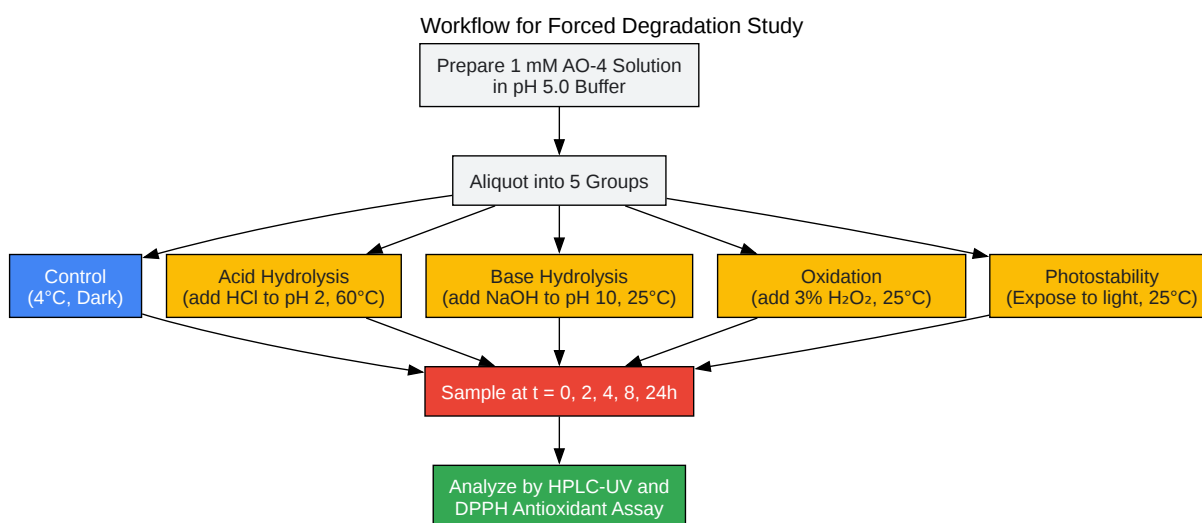 Workflow for Forced Degradation Study
Prepare 1 mM AO-4 Solution
in pH 5.0 Buffer
Aliquot into 5 Groups
Control
(4°C, Dark)
Acid Hydrolysis
(add HCl to pH 2, 60°C)
Base Hydrolysis
(add NaOH to pH 10, 25°C)
Oxidation
(add 3% H₂O₂, 25°C)
Photostability
(Expose to light, 25°C)
Sample at t = 0, 2, 4, 8, 24h
Analyze by HPLC-UV and
DPPH Antioxidant Assay